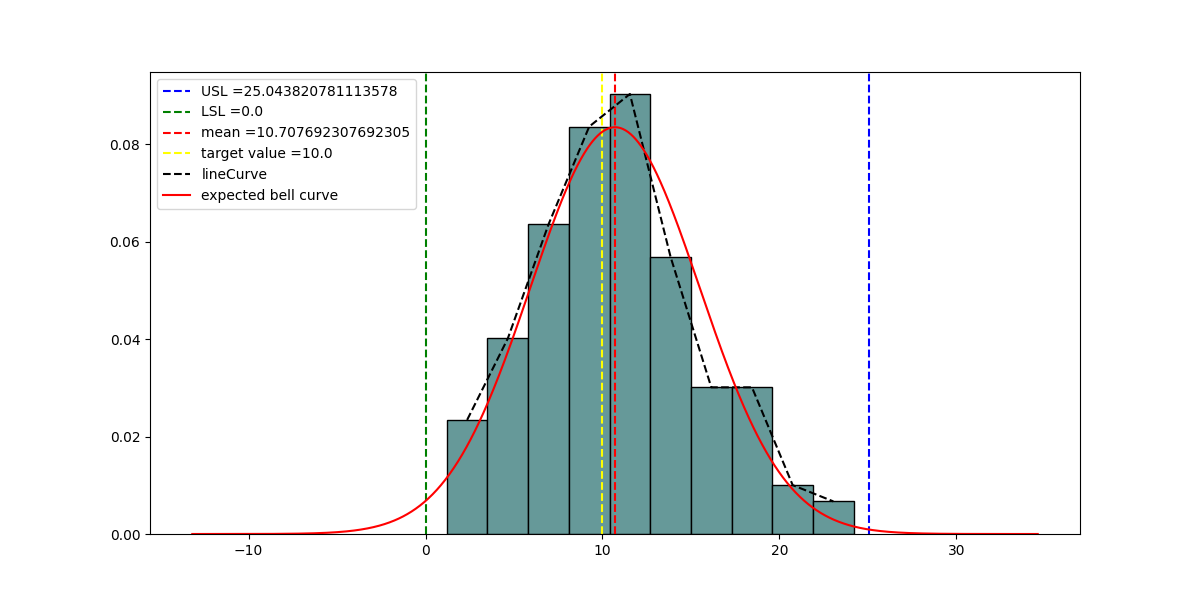 USL =25.043820781113578
LSL =0.0
mean =10.707692307692305
target value =10.0
lineCurve
expected bell curve
0.08
0.06
0.04
0.02
0.00
−10 0 10 20 30